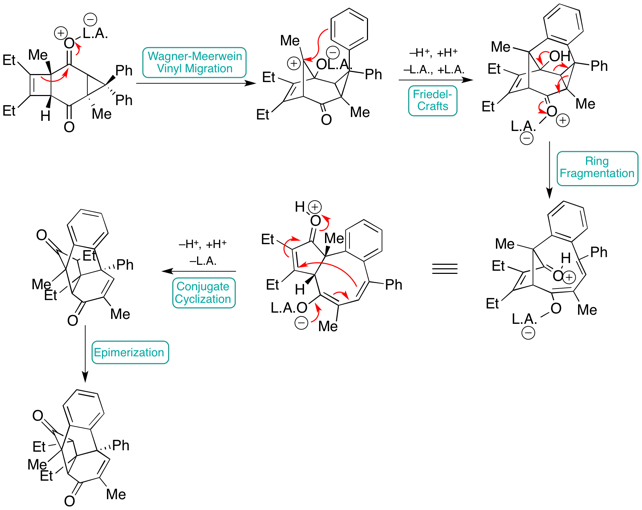 ⊕ ⊖
O–L.A.
Me
Et
Et
H
O
Me
Ph
Ph
Wagner-Meerwein
Vinyl Migration
Me
⊕
⊖
OL.A.
Ph
Et
Et
O
Me
–H+, +H+
–L.A., +L.A.
Friedel-
Crafts
Me
OH
Ph
Et
Et
Me
O
⊕
L.A.
⊖
Ring
Fragmentation
Me
H
O
⊕
Ph
Et
Et
O
Me
L.A.
⊖
H
⊕
O
Me
Et
Et
H
Ph
L.A.O
⊖
Me
–H+, +H+
–L.A.
Conjugate
Cyclization
O
Et
Ph
Me
Et
O
Me
Epimerization
O
Et
Ph
Me
Et
O
Me